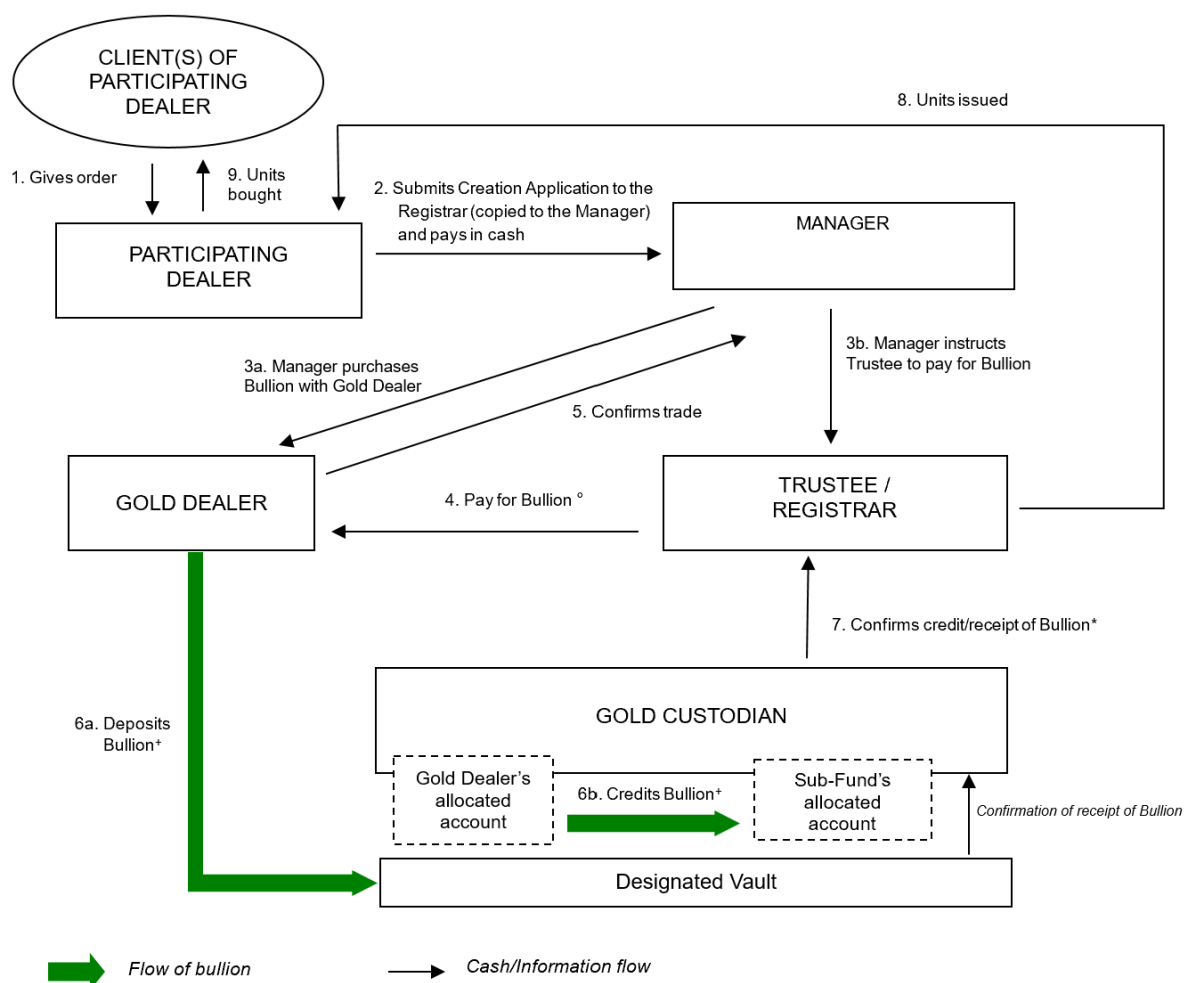 CLIENT(S) OF
PARTICIPATING
DEALER
8. Units issued
1. Gives order
9. Units
bought
2. Submits Creation Application to the
Registrar (copied to the Manager)
and pays in cash
MANAGER
PARTICIPATING
DEALER
3a. Manager purchases
Bullion with Gold Dealer
3b. Manager instructs
Trustee to pay for Bullion
5. Confirms trade
GOLD DEALER
4. Pay for Bullion °
TRUSTEE /
REGISTRAR
7. Confirms credit/receipt of Bullion*
6a. Deposits
Bullion⁺
GOLD CUSTODIAN
Gold Dealer’s
allocated
account
6b. Credits Bullion⁺
Sub-Fund’s
allocated
account
Confirmation of receipt of Bullion
Designated Vault
Flow of bullion
Cash/Information flow